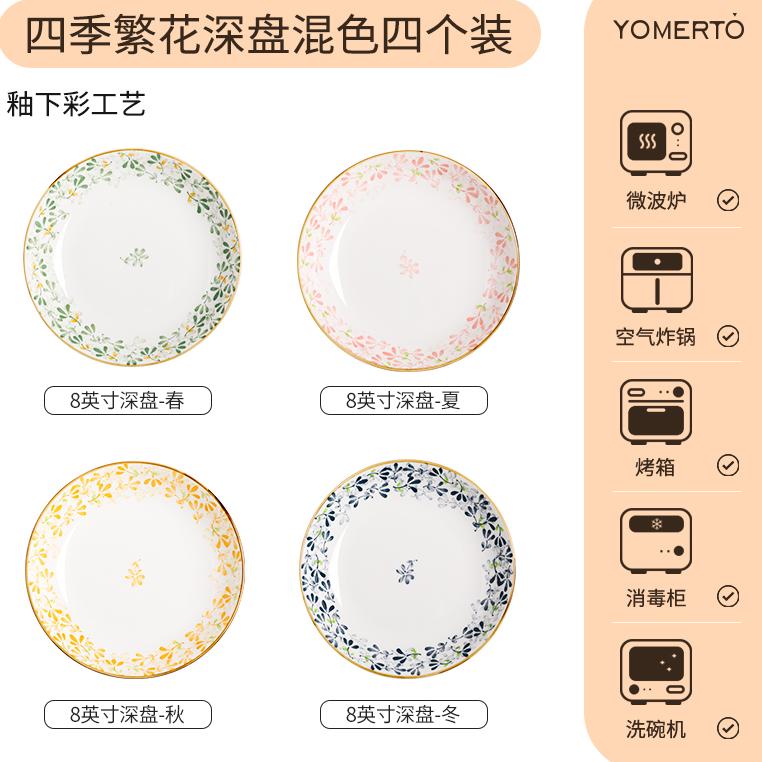 四季繁花深盘混色四个装
釉下彩工艺
8英寸深盘-春
8英寸深盘-夏
8英寸深盘-秋
8英寸深盘-冬
YOMERTO
微波炉
空气炸锅
烤箱
消毒柜
洗碗机